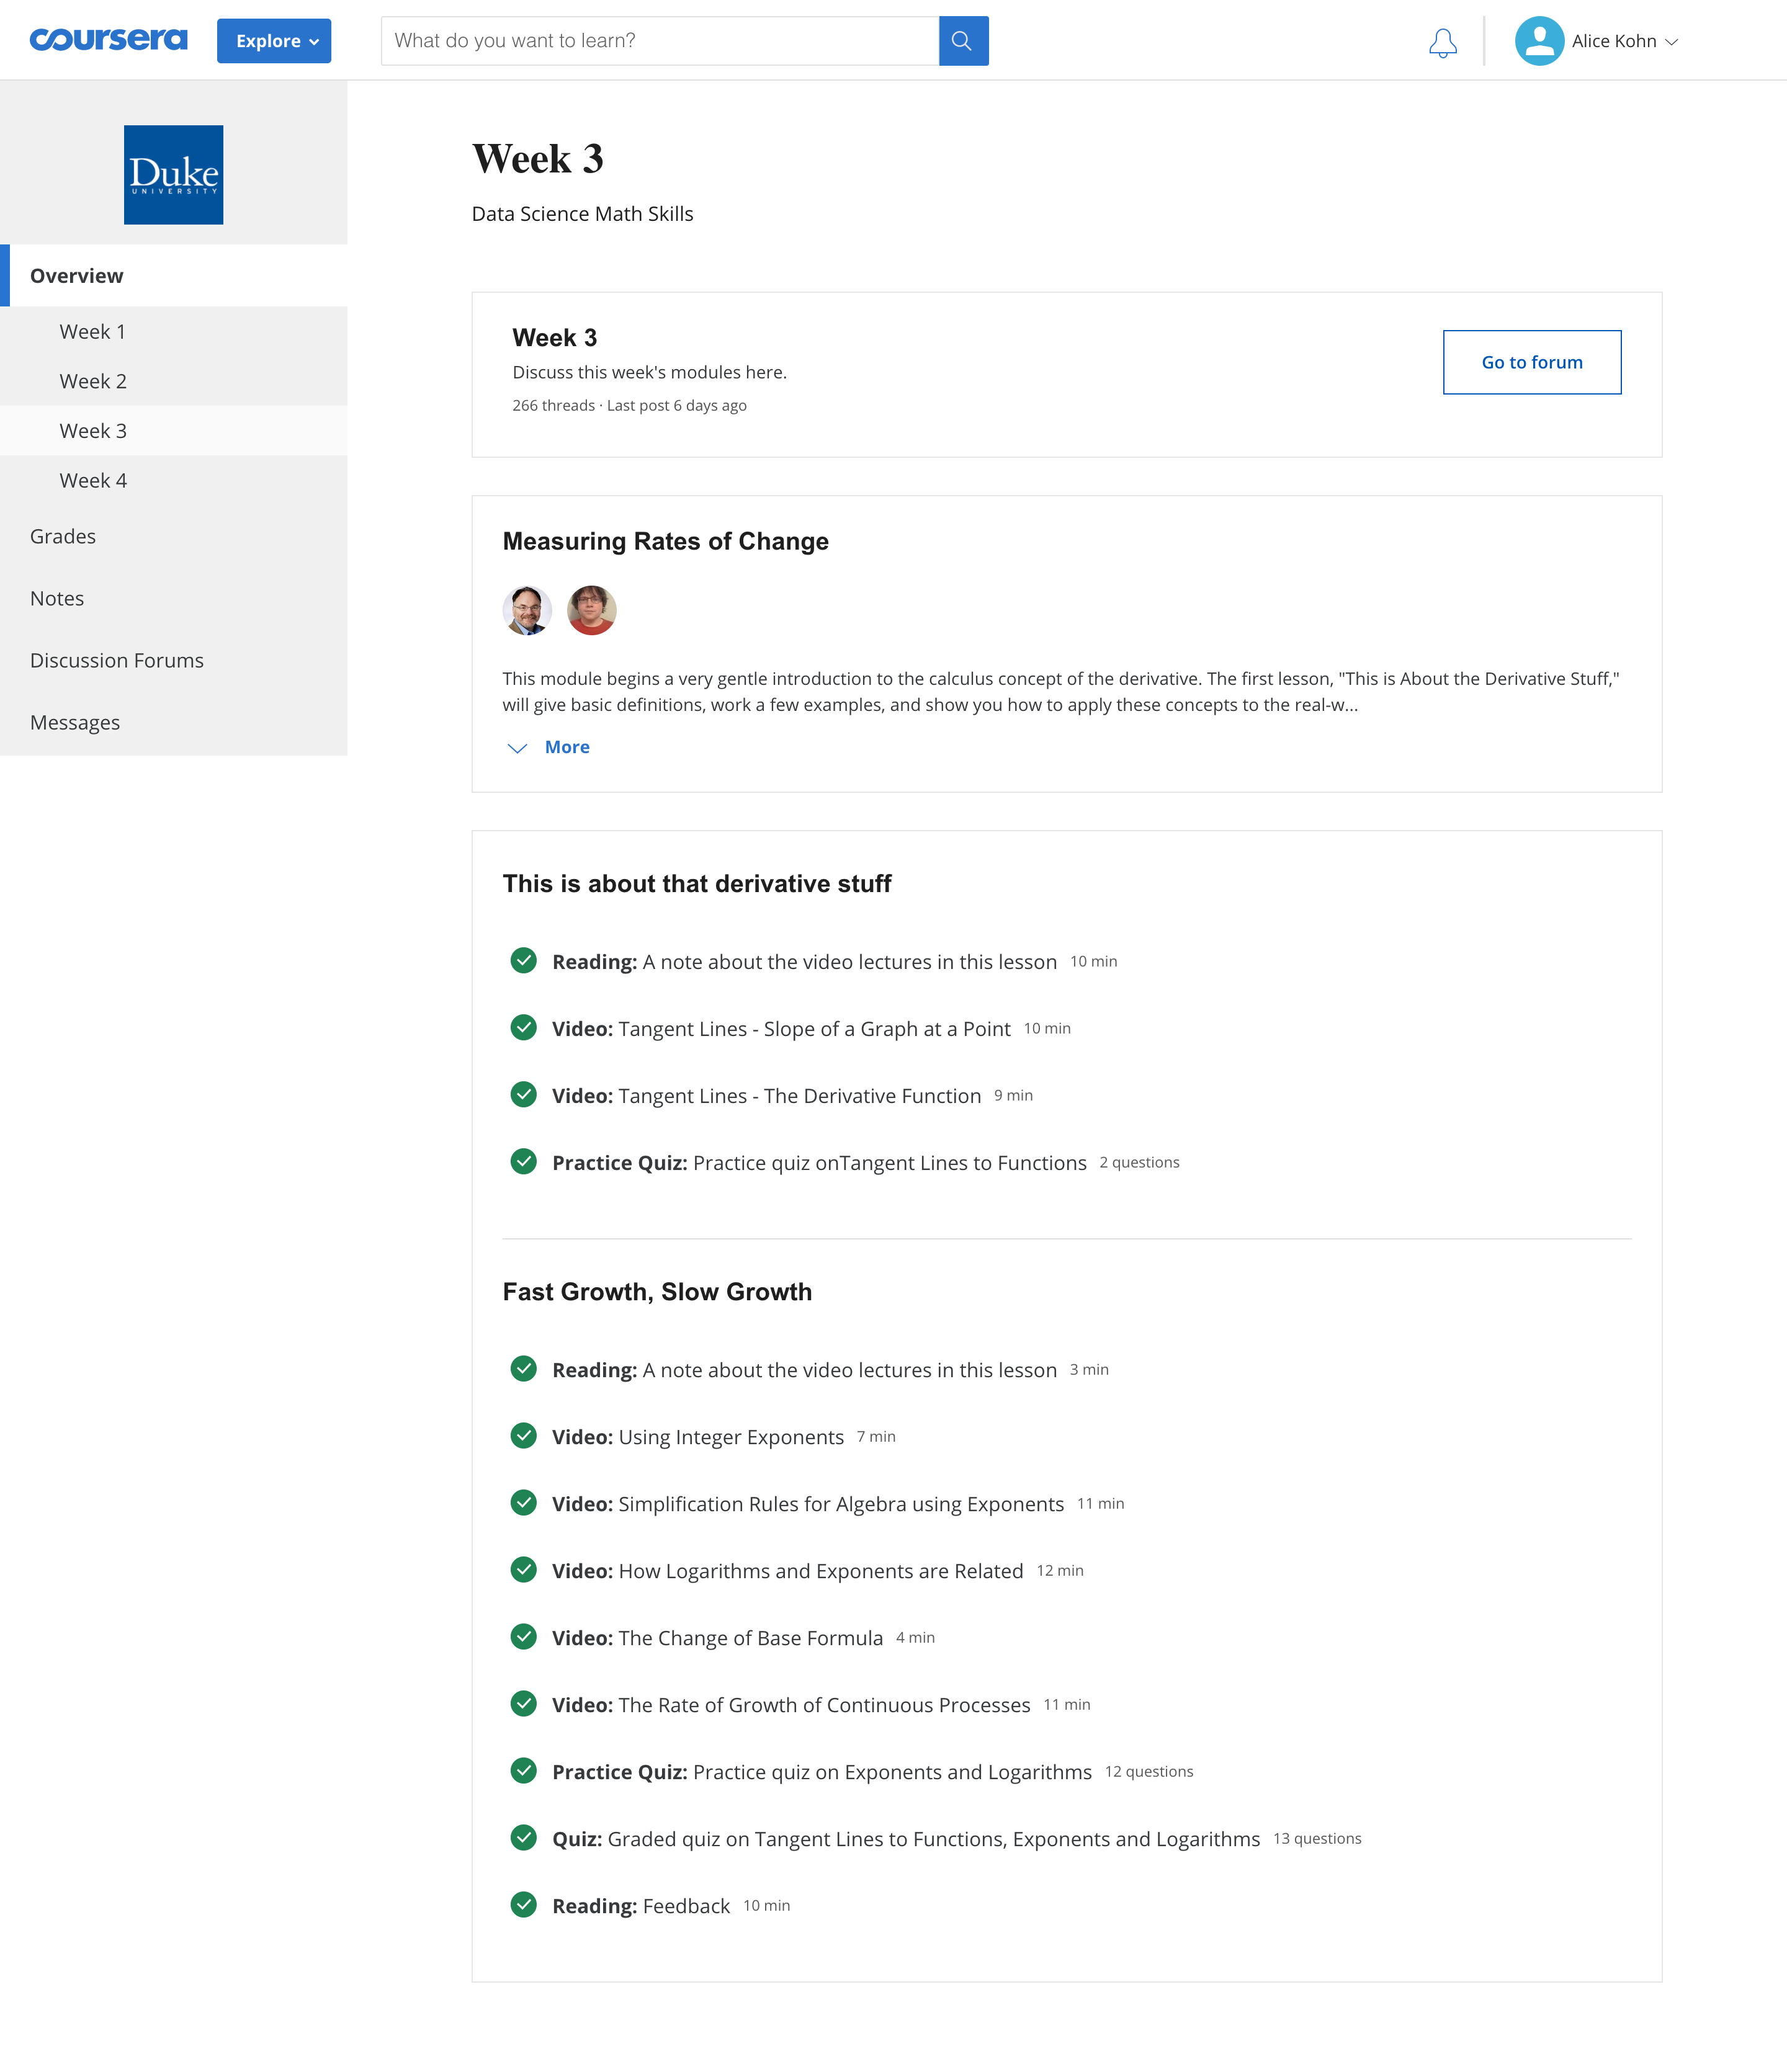 coursera
Explore
What do you want to learn?
Alice Kohn
Duke
UNIVERSITY
Overview
Week 1
Week 2
Week 3
Week 4
Grades
Notes
Discussion Forums
Messages
Week 3
Data Science Math Skills
Week 3
Discuss this week's modules here.
266 threads · Last post 6 days ago
Go to forum
Measuring Rates of Change
This module begins a very gentle introduction to the calculus concept of the derivative. The first lesson, "This is About the Derivative Stuff,"
will give basic definitions, work a few examples, and show you how to apply these concepts to the real-w...
More
This is about that derivative stuff
Reading: A note about the video lectures in this lesson 10 min
Video: Tangent Lines - Slope of a Graph at a Point 10 min
Video: Tangent Lines - The Derivative Function 9 min
Practice Quiz: Practice quiz onTangent Lines to Functions 2 questions
Fast Growth, Slow Growth
Reading: A note about the video lectures in this lesson 3 min
Video: Using Integer Exponents 7 min
Video: Simplification Rules for Algebra using Exponents 11 min
Video: How Logarithms and Exponents are Related 12 min
Video: The Change of Base Formula 4 min
Video: The Rate of Growth of Continuous Processes 11 min
Practice Quiz: Practice quiz on Exponents and Logarithms 12 questions
Quiz: Graded quiz on Tangent Lines to Functions, Exponents and Logarithms 13 questions
Reading: Feedback 10 min